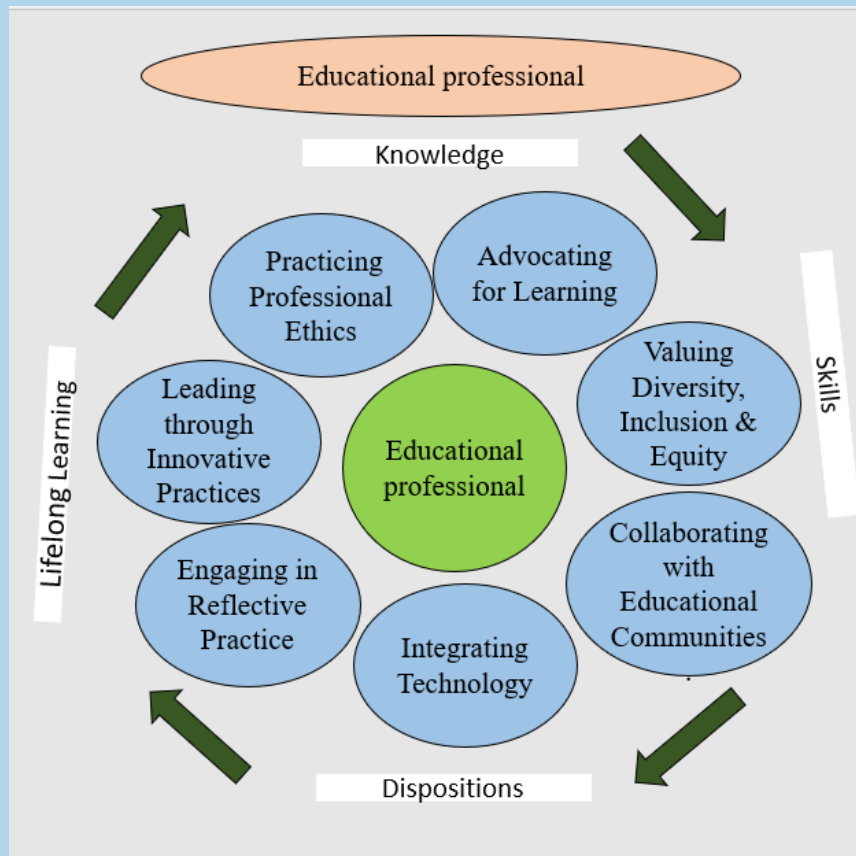 Educational professional
Knowledge
Practicing
Professional
Ethics
Advocating
for Learning
Valuing
Diversity,
Inclusion &
Equity
Skills
Leading
through
Innovative
Practices
Educational
professional
Lifelong Learning
Collaborating
with
Educational
Communities
.
Engaging in
Reflective
Practice
Integrating
Technology
Dispositions